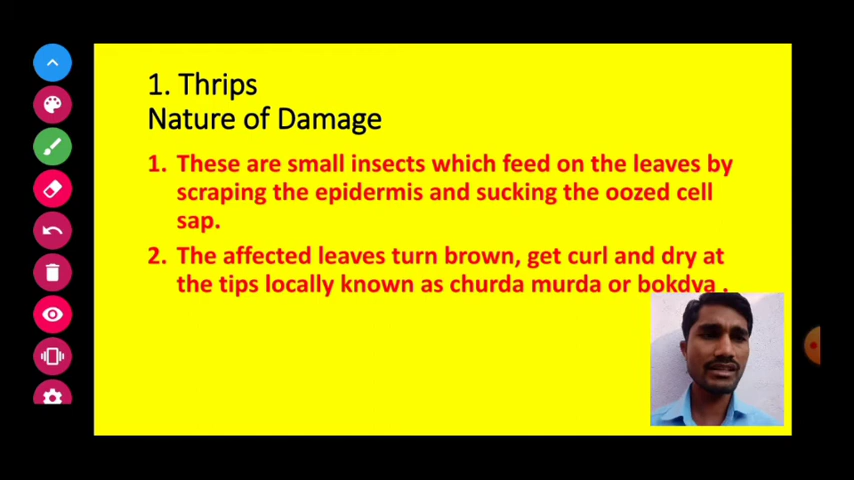 1. Thrips
Nature of Damage
1. These are small insects which feed on the leaves by
scraping the epidermis and sucking the oozed cell
sap.
2. The affected leaves turn brown, get curl and dry at
the tips locally known as churda murda or bokdya .